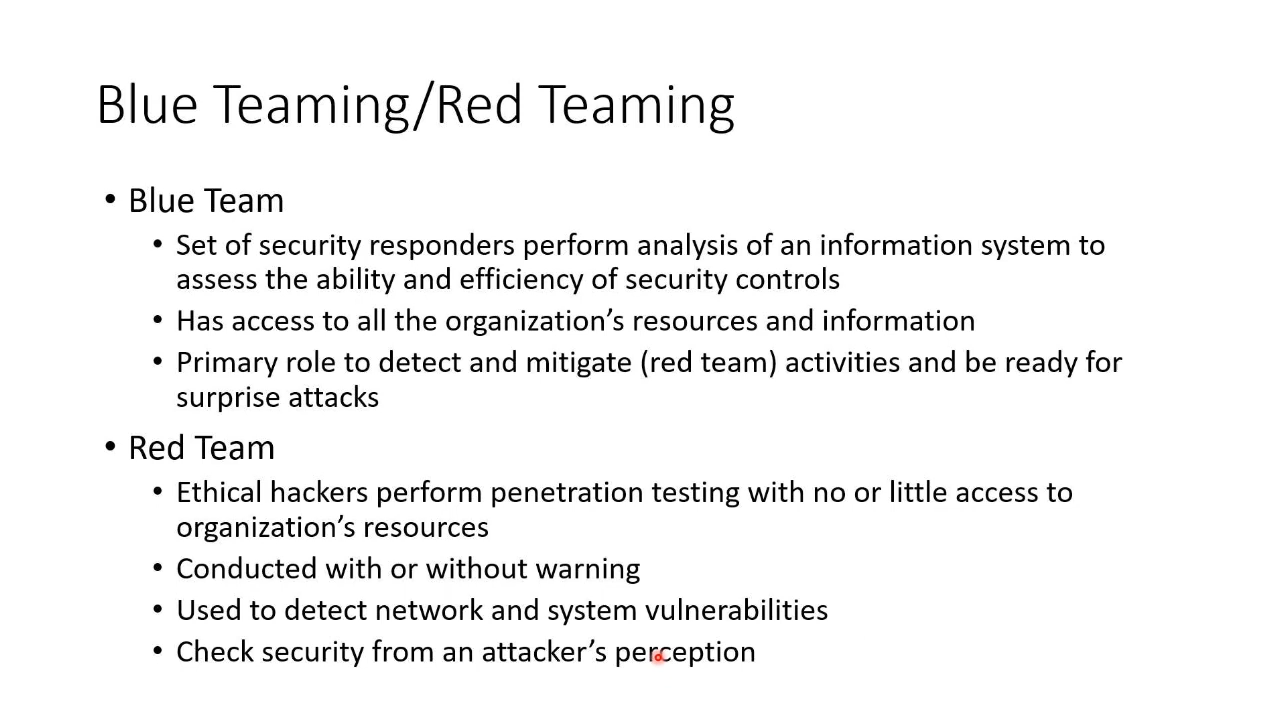 Blue Teaming/Red Teaming
• Blue Team
• Set of security responders perform analysis of an information system to
assess the ability and efficiency of security controls
• Has access to all the organization’s resources and information
• Primary role to detect and mitigate (red team) activities and be ready for
surprise attacks
• Red Team
• Ethical hackers perform penetration testing with no or little access to
organization’s resources
• Conducted with or without warning
• Used to detect network and system vulnerabilities
• Check security from an attacker’s perception